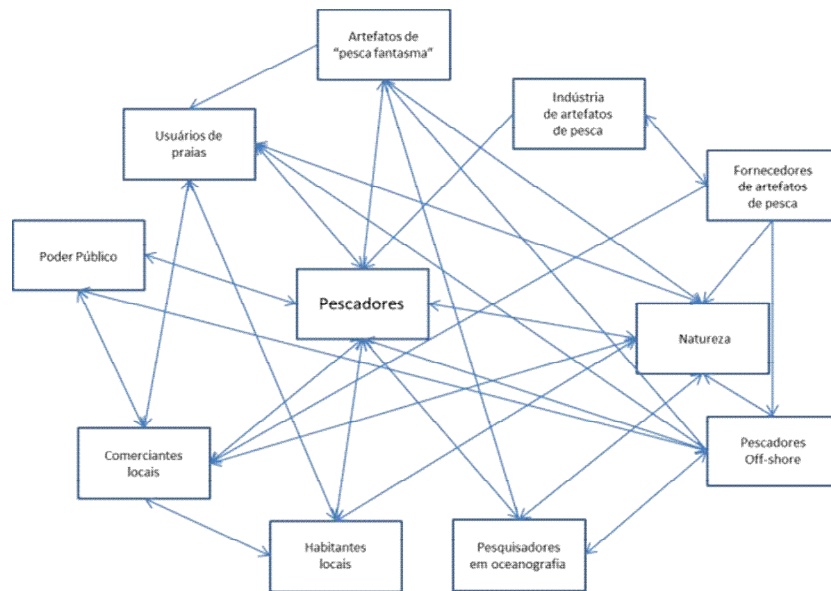 Artefatos de
“pesca fantasma”
Indústria
de artefatos
de pesca
Usuários de
praias
Fornecedores
de artefatos
de pesca
Poder Público
Pescadores
Natureza
Comerciantes
locais
Pescadores
Off-shore
Habitantes
locais
Pesquisadores
em oceanografia